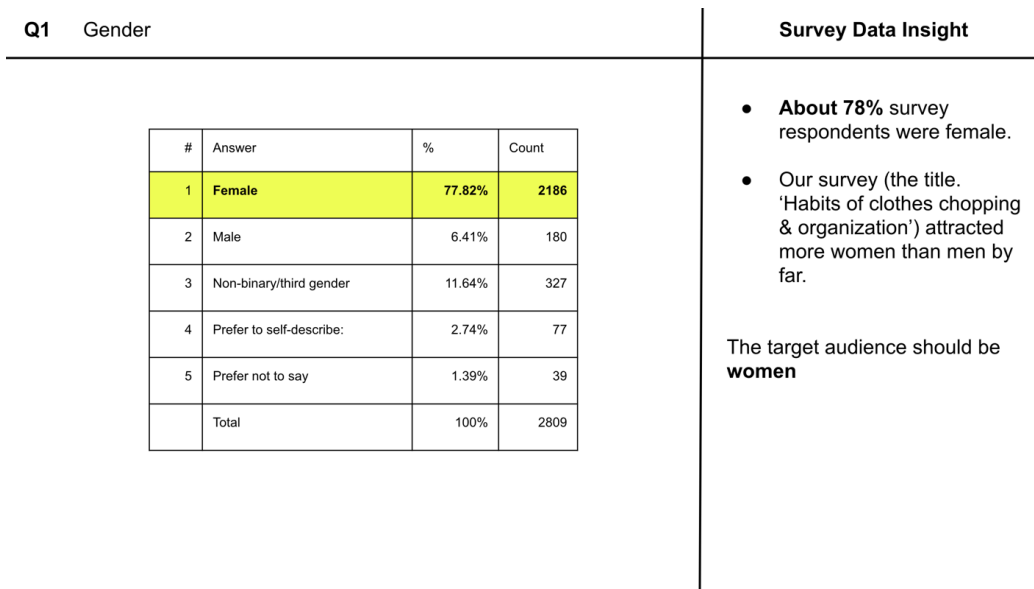 Q1 Gender
Survey Data Insight
# Answer % Count
1 Female 77.82% 2186
2 Male 6.41% 180
3 Non-binary/third gender 11.64% 327
4 Prefer to self-describe: 2.74% 77
5 Prefer not to say 1.39% 39
Total 100% 2809
● About 78% survey
respondents were female.
● Our survey (the title.
‘Habits of clothes chopping
& organization’) attracted
more women than men by
far.
The target audience should be
women